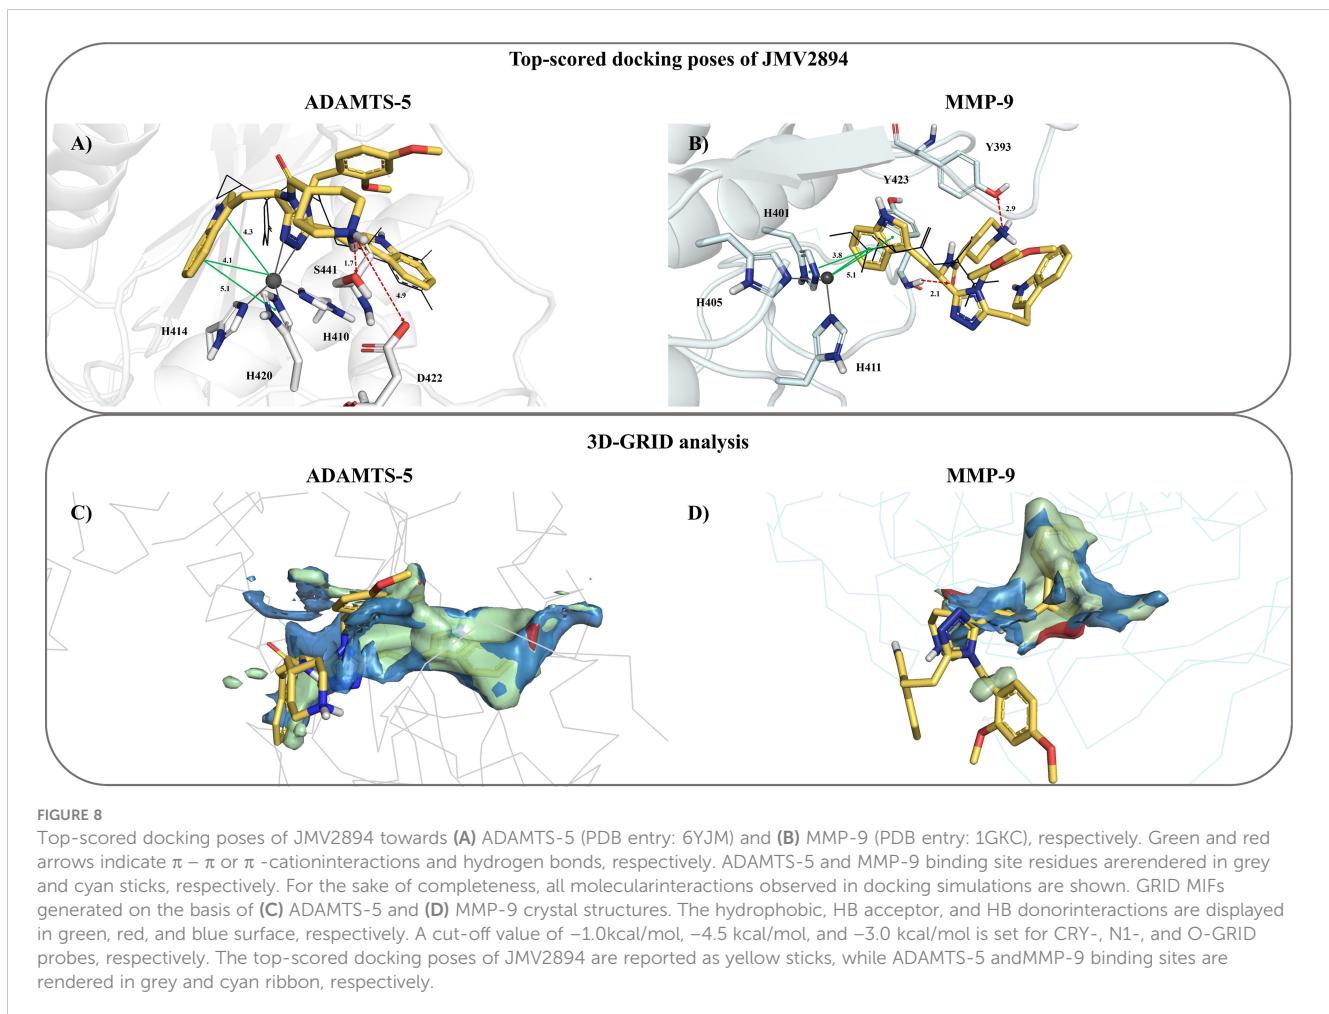 Top-scored docking poses of JMV2894
ADAMTS-5
MMP-9
A)
4.3
4.1
5.1
1.7
4.9
S441
H414
H410
H420
D422
B)
Y393
Y423
H401
2.9
3.8
5.1
2.1
H405
H411
3D-GRID analysis
ADAMTS-5
MMP-9
C)
D)
FIGURE 8
Top-scored docking poses of JMV2894 towards (A) ADAMTS-5 (PDB entry: 6YJM) and (B) MMP-9 (PDB entry: 1GKC), respectively. Green and red
arrows indicate π – π or π -cationinteractions and hydrogen bonds, respectively. ADAMTS-5 and MMP-9 binding site residues arerendered in grey
and cyan sticks, respectively. For the sake of completeness, all molecularinteractions observed in docking simulations are shown. GRID MIFs
generated on the basis of (C) ADAMTS-5 and (D) MMP-9 crystal structures. The hydrophobic, HB acceptor, and HB donorinteractions are displayed
in green, red, and blue surface, respectively. A cut-off value of –1.0kcal/mol, –4.5 kcal/mol, and –3.0 kcal/mol is set for CRY-, N1-, and O-GRID
probes, respectively. The top-scored docking poses of JMV2894 are reported as yellow sticks, while ADAMTS-5 andMMP-9 binding sites are
rendered in grey and cyan ribbon, respectively.